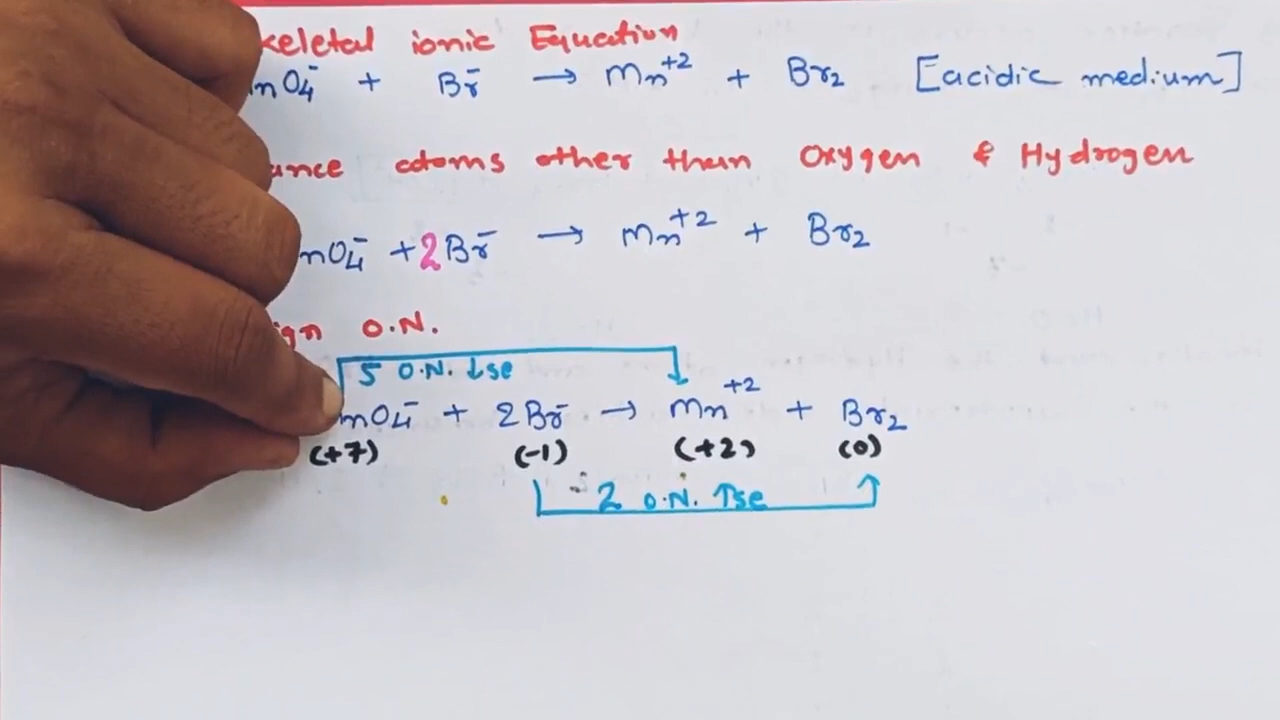 keletal ionic Equation
nO4⁻ + Br⁻ → Mn⁺² + Br2 [acidic medium]
ance atoms other than Oxygen & Hydrogen
nO4⁻ + 2Br⁻ → Mn⁺² + Br2
ign O.N.
5 O.N. ↓se
mnO4⁻ + 2Br⁻ → Mn⁺² + Br2
(+7) (-1) (+2) (0)
2 O.N. ↑se